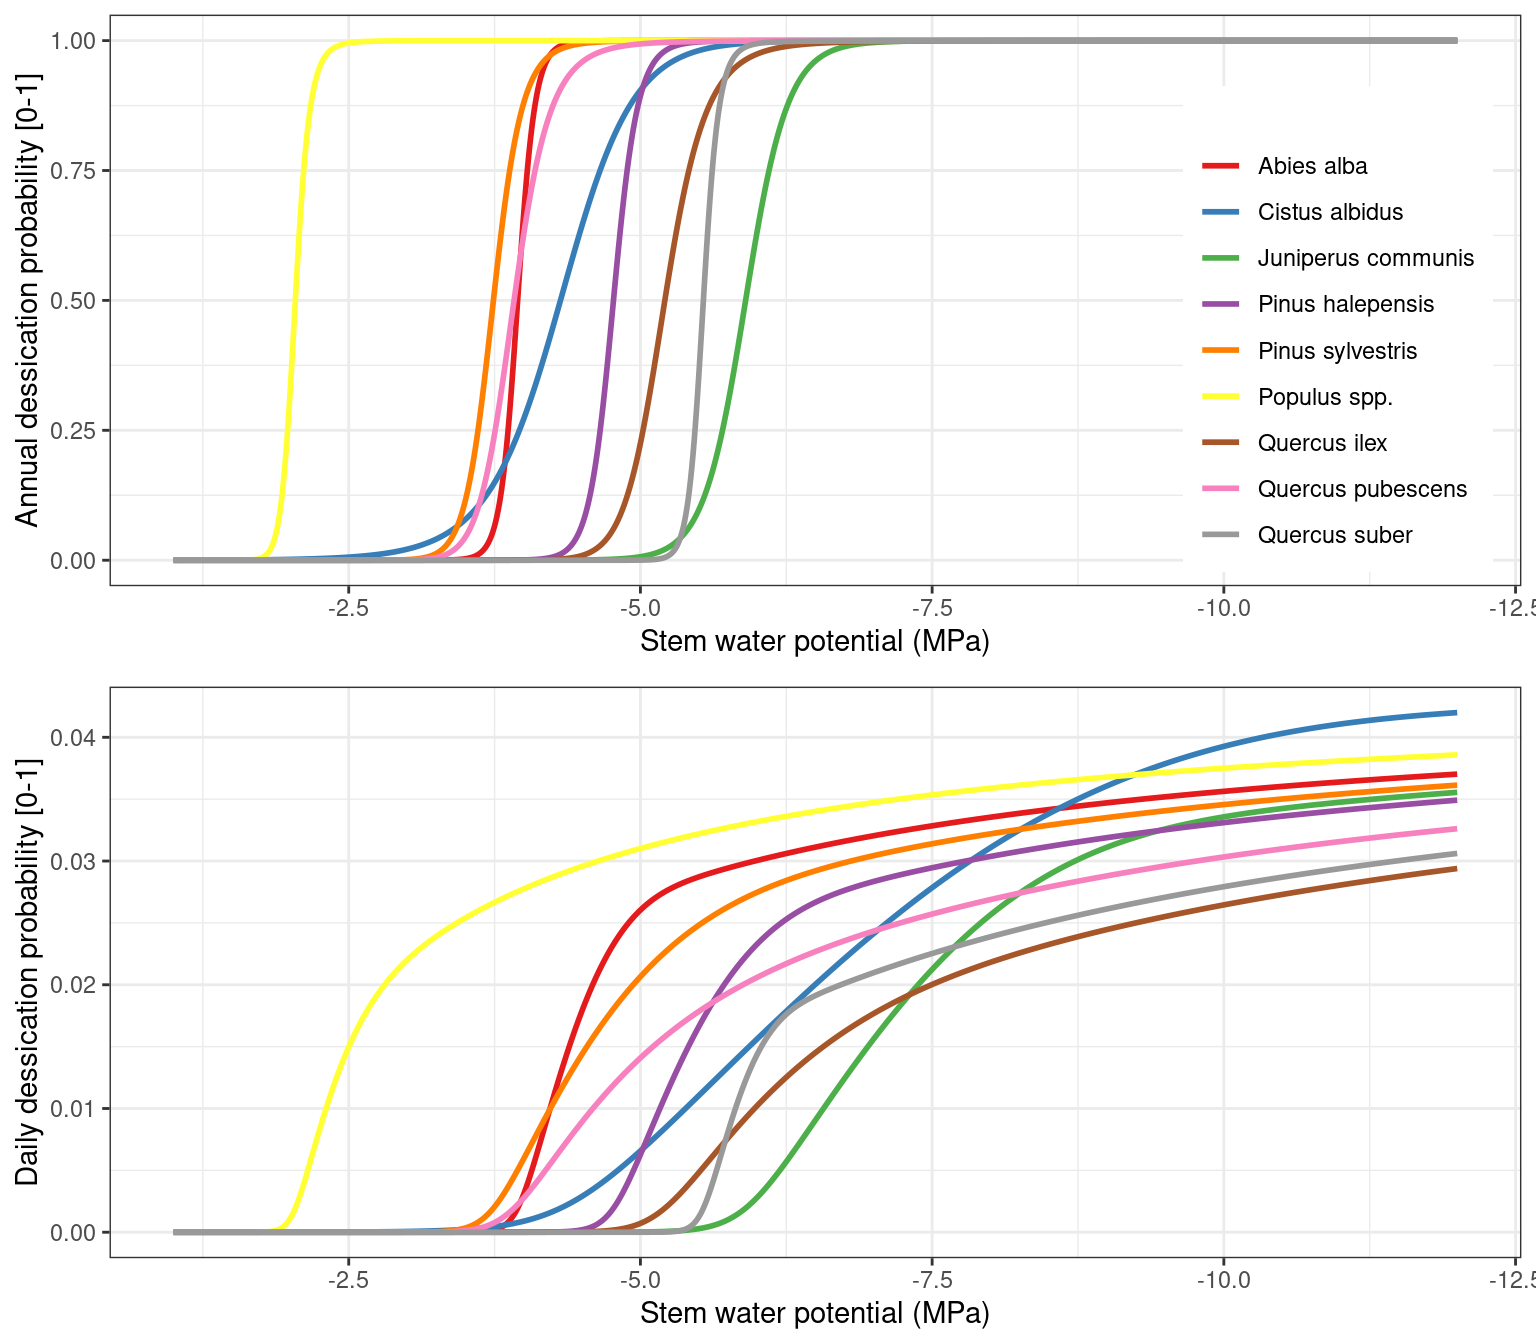 Annual dessication probability [0-1]
1.00
0.75
0.50
0.25
0.00
Abies alba
Cistus albidus
Juniperus communis
Pinus halepensis
Pinus sylvestris
Populus spp.
Quercus ilex
Quercus pubescens
Quercus suber
-2.5 -5.0 -7.5 -10.0 -12.5
Stem water potential (MPa)
Daily dessication probability [0-1]
0.04
0.03
0.02
0.01
0.00
-2.5 -5.0 -7.5 -10.0 -12.5
Stem water potential (MPa)